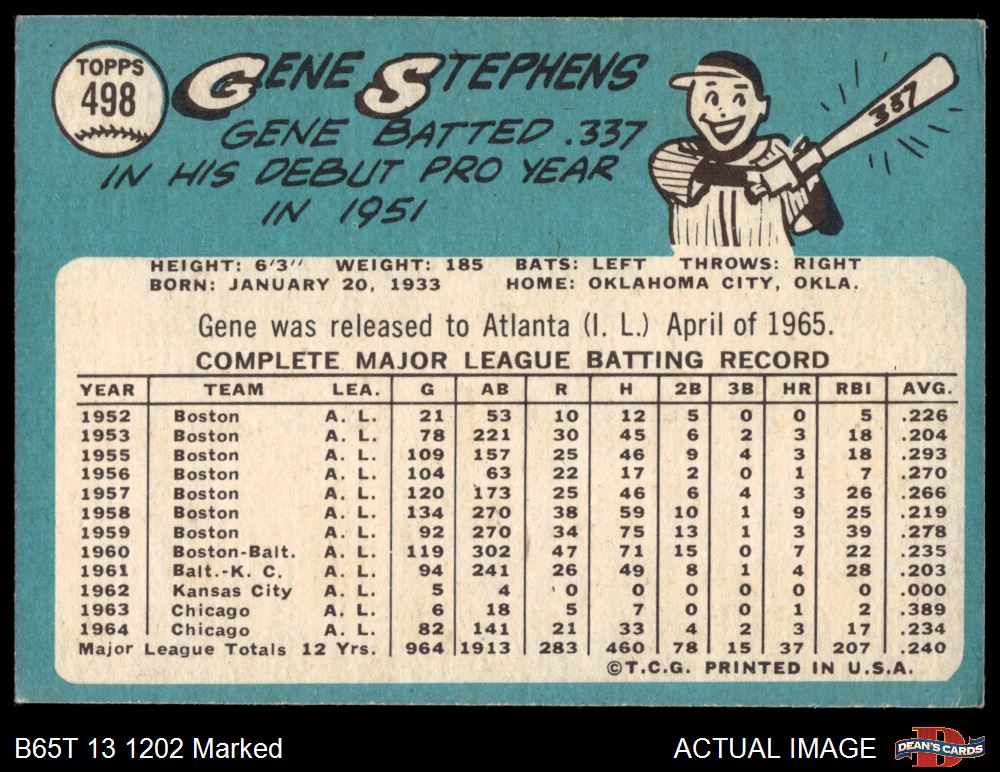 TOPPS
498
GENE STEPHENS
GENE BATTED .337
IN HIS DEBUT PRO YEAR
IN 1951
337
HEIGHT: 6'3" WEIGHT: 185 BATS: LEFT THROWS: RIGHT
BORN: JANUARY 20, 1933 HOME: OKLAHOMA CITY, OKLA.
Gene was released to Atlanta (I. L.) April of 1965.
COMPLETE MAJOR LEAGUE BATTING RECORD
YEAR TEAM LEA. G AB R H 2B 3B HR RBI AVG.
1952 Boston A. L. 21 53 10 12 5 0 0 5 .226
1953 Boston A. L. 78 221 30 45 6 2 3 18 .204
1955 Boston A. L. 109 157 25 46 9 4 3 18 .293
1956 Boston A. L. 104 63 22 17 2 0 1 7 .270
1957 Boston A. L. 120 173 25 46 6 4 3 26 .266
1958 Boston A. L. 134 270 38 59 10 1 9 25 .219
1959 Boston A. L. 92 270 34 75 13 1 3 39 .278
1960 Boston-Balt. A. L. 119 302 47 71 15 0 7 22 .235
1961 Balt.-K. C. A. L. 94 241 26 49 8 1 4 28 .203
1962 Kansas City A. L. 5 4 0 0 0 0 0 0 .000
1963 Chicago A. L. 6 18 5 7 0 0 1 2 .389
1964 Chicago A. L. 82 141 21 33 4 2 3 17 .234
Major League Totals 12 Yrs. 964 1913 283 460 78 15 37 207 .240
©T.C.G. PRINTED IN U.S.A.
B65T 13 1202 Marked ACTUAL IMAGE DEAN'S CARDS